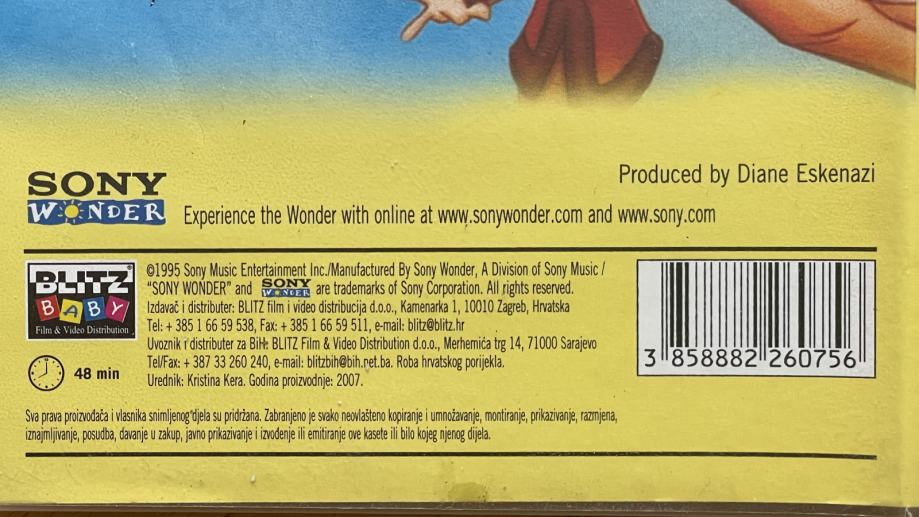 SONY
WONDER
Produced by Diane Eskenazi
Experience the Wonder with online at www.sonywonder.com and www.sony.com
BLITZ
BABY
Film & Video Distribution
48 min
©1995 Sony Music Entertainment Inc./Manufactured By Sony Wonder, A Division of Sony Music /
"SONY WONDER" and SONY WONDER are trademarks of Sony Corporation. All rights reserved.
Izdavač i distributer: BLITZ film i video distribucija d.o.o., Kamenarka 1, 10010 Zagreb, Hrvatska
Tel: + 385 1 66 59 538, Fax: + 385 1 66 59 511, e-mail: blitz@blitz.hr
Uvoznik i distributer za BiH: BLITZ Film & Video Distribution d.o.o., Merhemića trg 14, 71000 Sarajevo
Tel/Fax: + 387 33 260 240, e-mail: blitzbih@bih.net.ba. Roba hrvatskog porijekla.
Urednik: Kristina Kera. Godina proizvodnje: 2007.
3 858882 260756
Sva prava proizvođača i vlasnika snimljenog djela su pridržana. Zabranjeno je svako neovlašteno kopiranje i umnožavanje, montiranje, prikazivanje, razmjena,
iznajmljivanje, posudba, davanje u zakup, javno prikazivanje i izvođenje ili emitiranje ove kasete ili bilo kojeg njenog dijela.